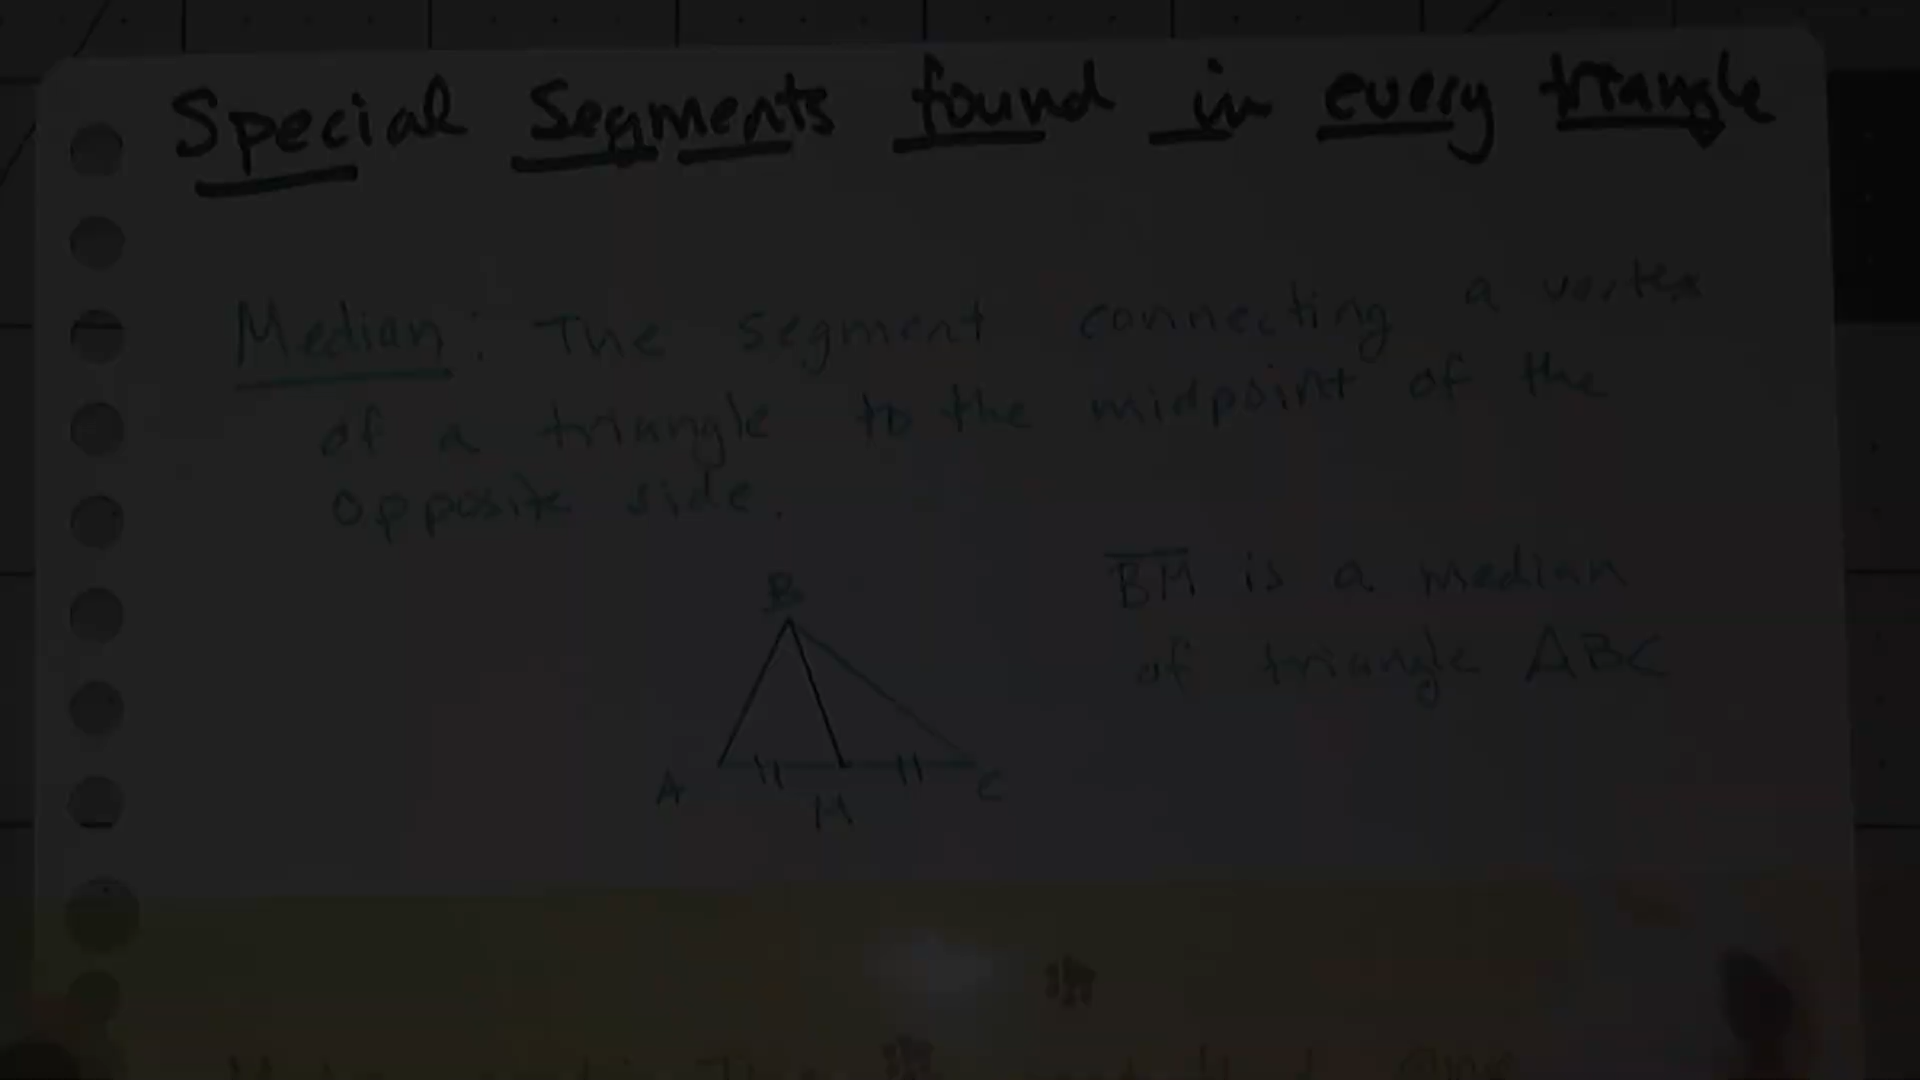 Special Segments found in every triangle
Median: The segment connecting a vertex
of a triangle to the midpoint of the
opposite side.
B
BM is a median
of triangle ABC
A
M
C